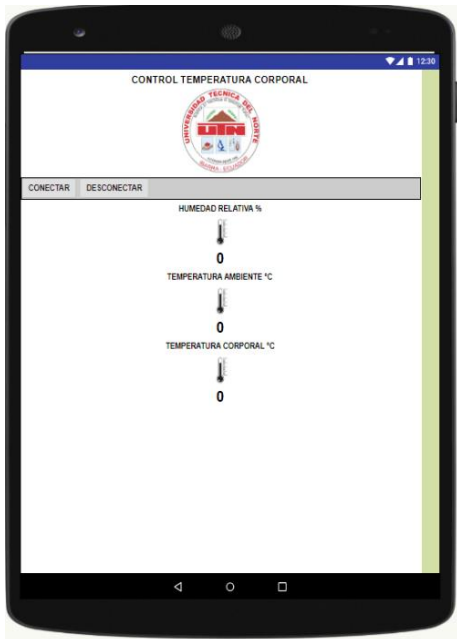 12:30
CONTROL TEMPERATURA CORPORAL
UNIVERSIDAD TECNICA DEL NORTE
UTN
IBARRA - ECUADOR
CONECTAR DESCONECTAR
HUMEDAD RELATIVA %
0
TEMPERATURA AMBIENTE °C
0
TEMPERATURA CORPORAL °C
0